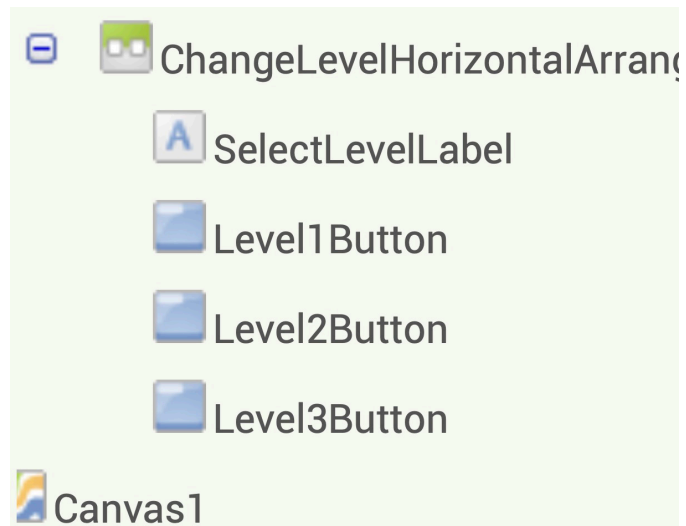 ChangeLevelHorizontalArrang
A SelectLevelLabel
Level1Button
Level2Button
Level3Button
Canvas1